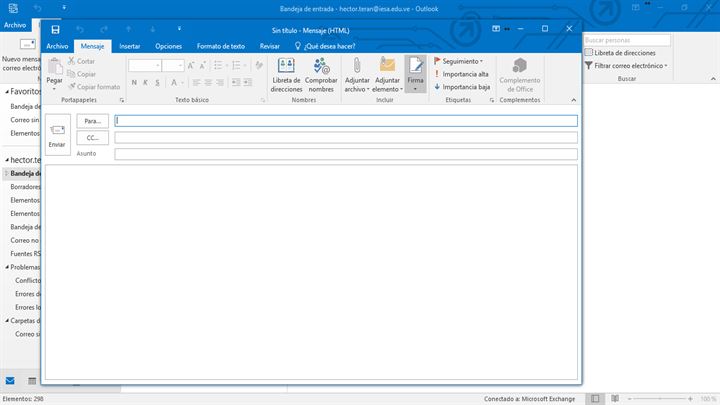 Bandeja de entrada - hector.teran@iesa.edu.ve - Outlook
Archivo
Nuevo mensaje
correo electró
Favoritos
Bandeja de
Correo sin
Elementos
hector.te
Bandeja de
Borradores
Elementos
Elementos
Bandeja de
Correo no
Fuentes RS
Problemas
Conflicto
Errores de
Errores lo
Carpetas d
Correo si
Sin título - Mensaje (HTML)
Archivo Mensaje Insertar Opciones Formato de texto Revisar ¿Qué desea hacer?
Pegar
Cortar
Copiar
Copiar formato
Portapapeles
N K S
Texto básico
Libreta de direcciones
Comprobar nombres
Nombres
Adjuntar archivo
Adjuntar elemento
Firma
Incluir
Seguimiento
Importancia alta
Importancia baja
Etiquetas
Complemento de Office
Complementos
Enviar
Para...
CC...
Asunto
Buscar personas
Libreta de direcciones
Filtrar correo electrónico
Buscar
Elementos: 298
Conectado a: Microsoft Exchange
100 %